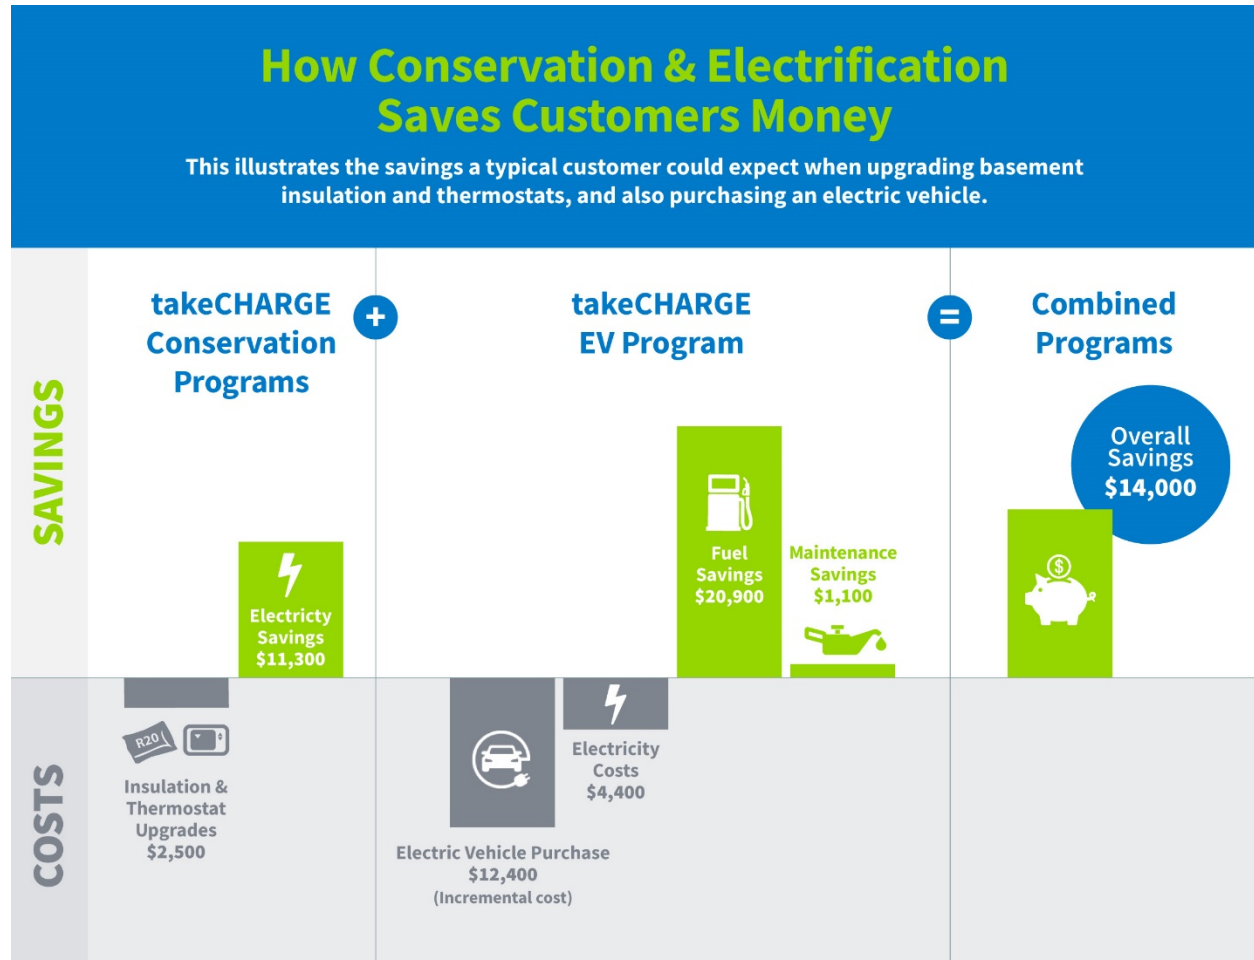 How Conservation & Electrification
Saves Customers Money
This illustrates the savings a typical customer could expect when upgrading basement
insulation and thermostats, and also purchasing an electric vehicle.
SAVINGS
takeCHARGE
Conservation
Programs
+
takeCHARGE
EV Program
=
Combined
Programs
Overall
Savings
$14,000
$
Electricty
Savings
$11,300
Fuel
Savings
$20,900
Maintenance
Savings
$1,100
COSTS
R20
Insulation &
Thermostat
Upgrades
$2,500
Electric Vehicle Purchase
$12,400
(Incremental cost)
Electricity
Costs
$4,400